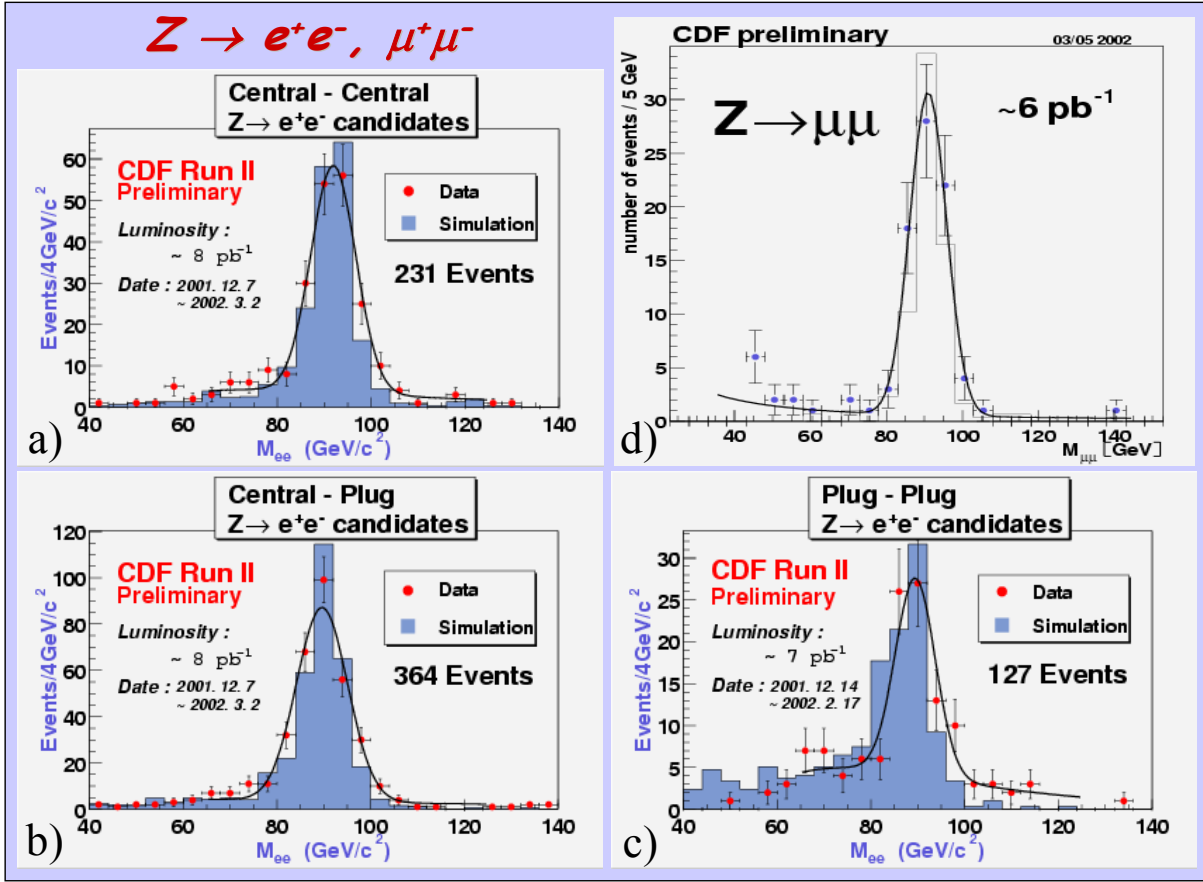 Z → e⁺e⁻, μ⁺μ⁻
Central - Central
Z→ e⁺e⁻ candidates
CDF Run II
Preliminary
Luminosity :
~ 8 pb⁻¹
Date : 2001.12.7
~ 2002. 3. 2
Data
Simulation
231 Events
Events/4GeV/c²
60
50
40
30
20
10
0
40 60 80 100 120 140
M_ee (GeV/c²)
a)
CDF preliminary
03/05 2002
Z→μμ
~6 pb⁻¹
number of events / 5 GeV
30
25
20
15
10
5
0
40 60 80 100 120 140
M_μμ [GeV]
d)
Central - Plug
Z→ e⁺e⁻ candidates
CDF Run II
Preliminary
Luminosity :
~ 8 pb⁻¹
Date : 2001.12.7
~ 2002. 3. 2
Data
Simulation
364 Events
Events/4GeV/c²
120
100
80
60
40
20
0
40 60 80 100 120 140
M_ee (GeV/c²)
b)
Plug - Plug
Z→ e⁺e⁻ candidates
CDF Run II
Preliminary
Luminosity :
~ 7 pb⁻¹
Date : 2001.12.14
~ 2002. 2. 17
Data
Simulation
127 Events
Events/4GeV/c²
30
25
20
15
10
5
0
40 60 80 100 120 140
M_ee (GeV/c²)
c)